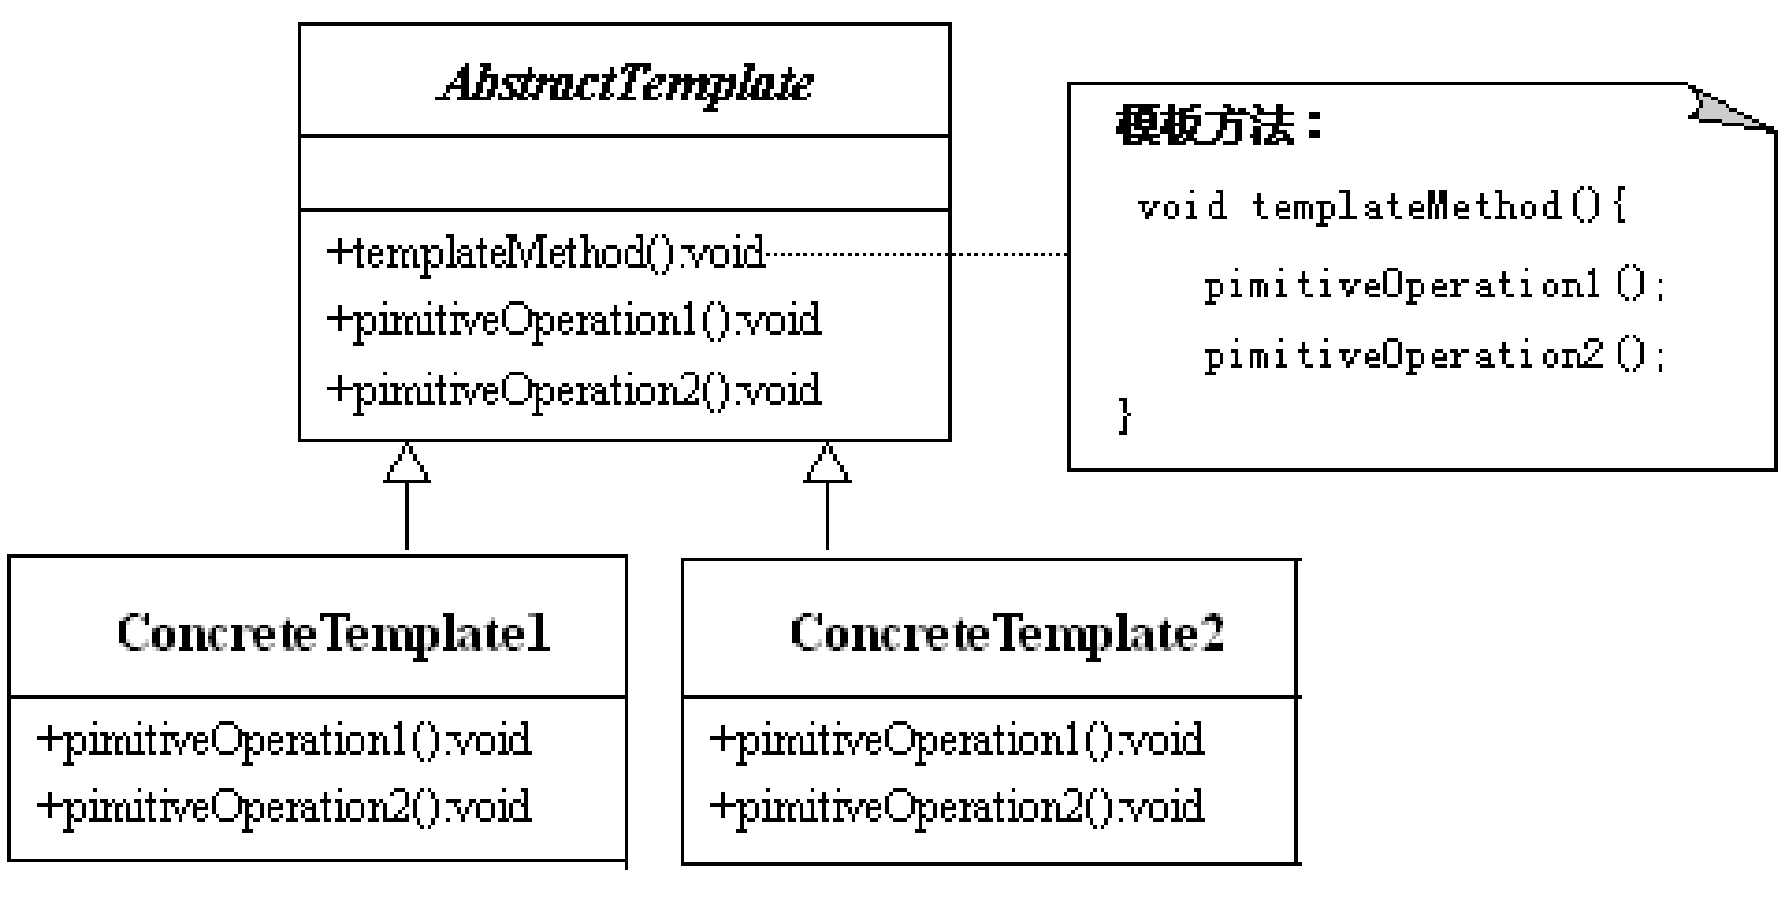 AbstractTemplate
+templateMethod():void
+pimitiveOperation1():void
+pimitiveOperation2():void
模板方法：
void templateMethod(){
pimitiveOperation1();
pimitiveOperation2();
}
ConcreteTemplate1
+pimitiveOperation1():void
+pimitiveOperation2():void
ConcreteTemplate2
+pimitiveOperation1():void
+pimitiveOperation2():void